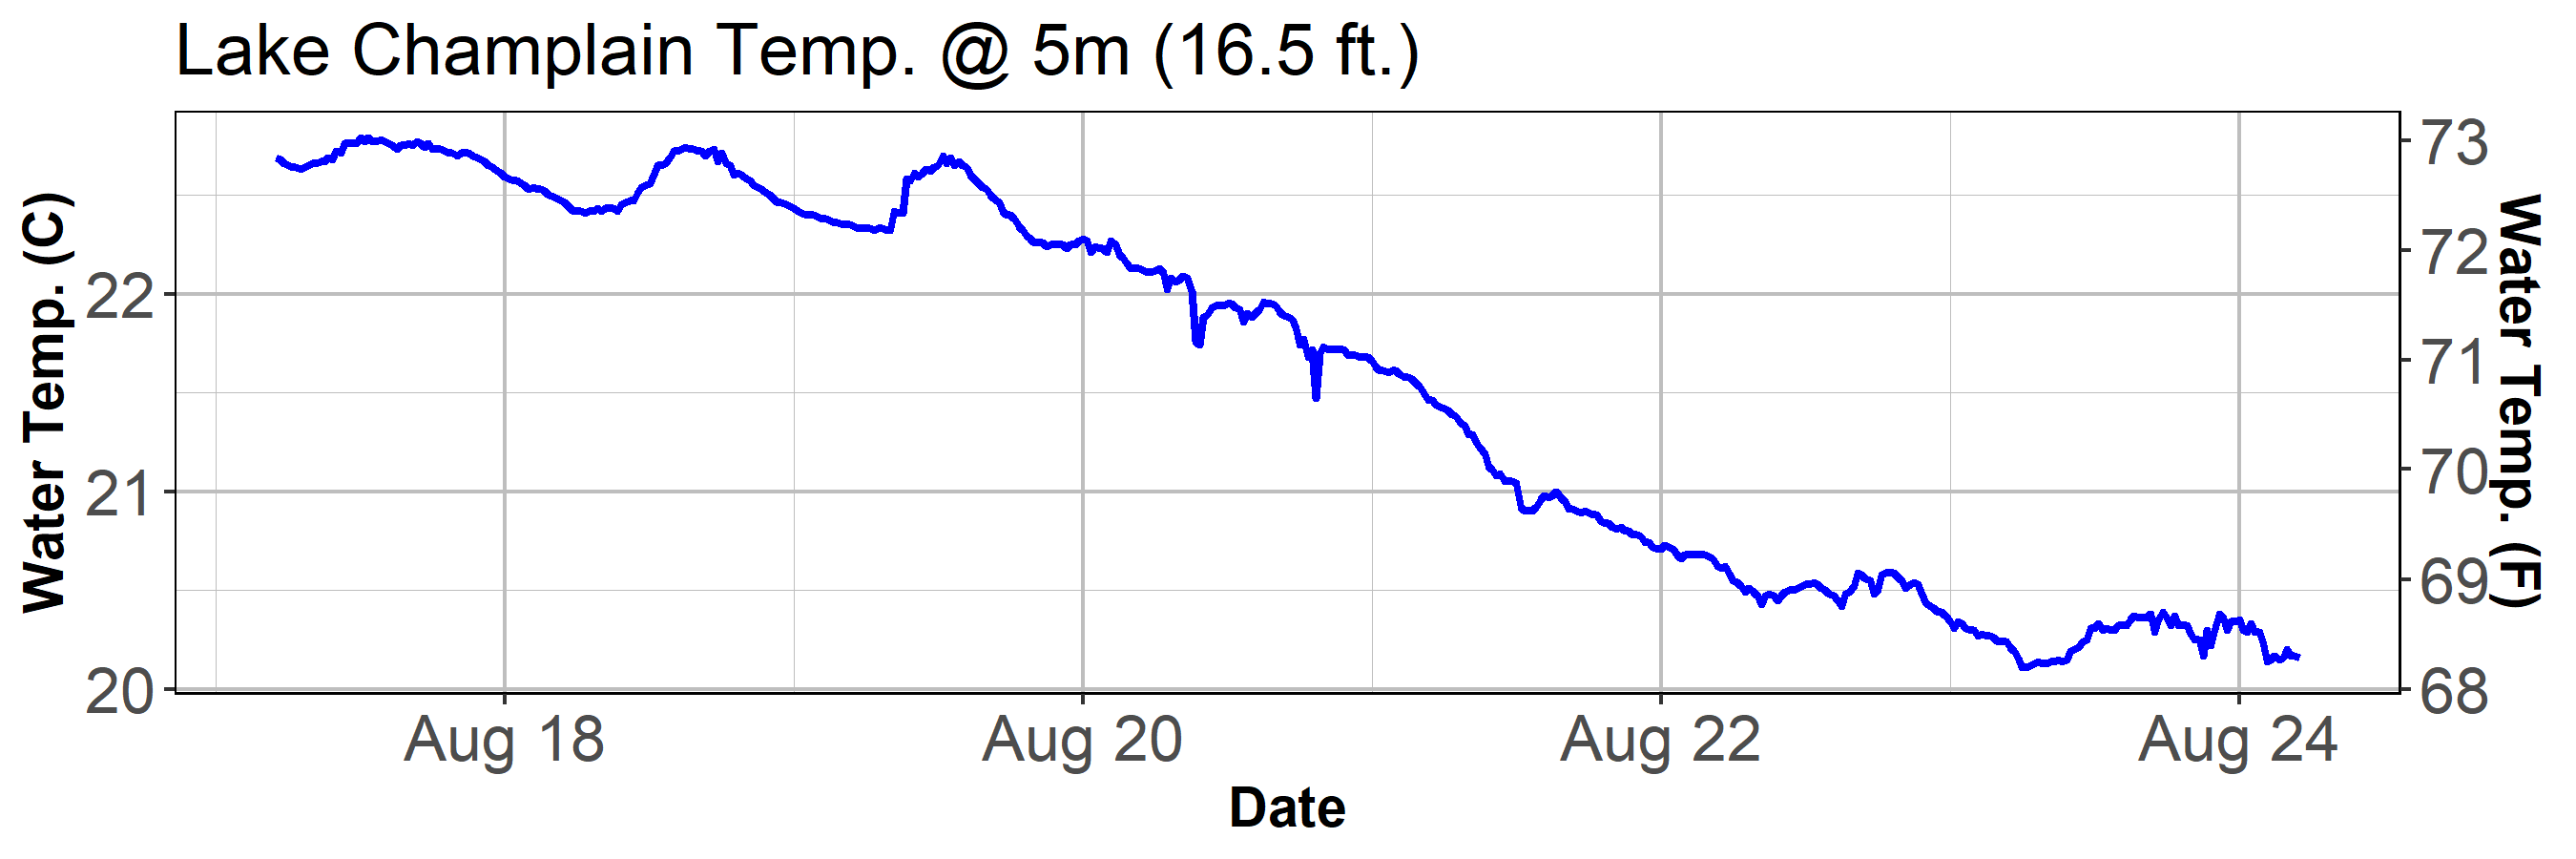 Lake Champlain Temp. @ 5m (16.5 ft.)
Water Temp. (C)
22
21
20
73
72
71
70
69
68
Water Temp. (F)
Aug 18
Aug 20
Aug 22
Aug 24
Date